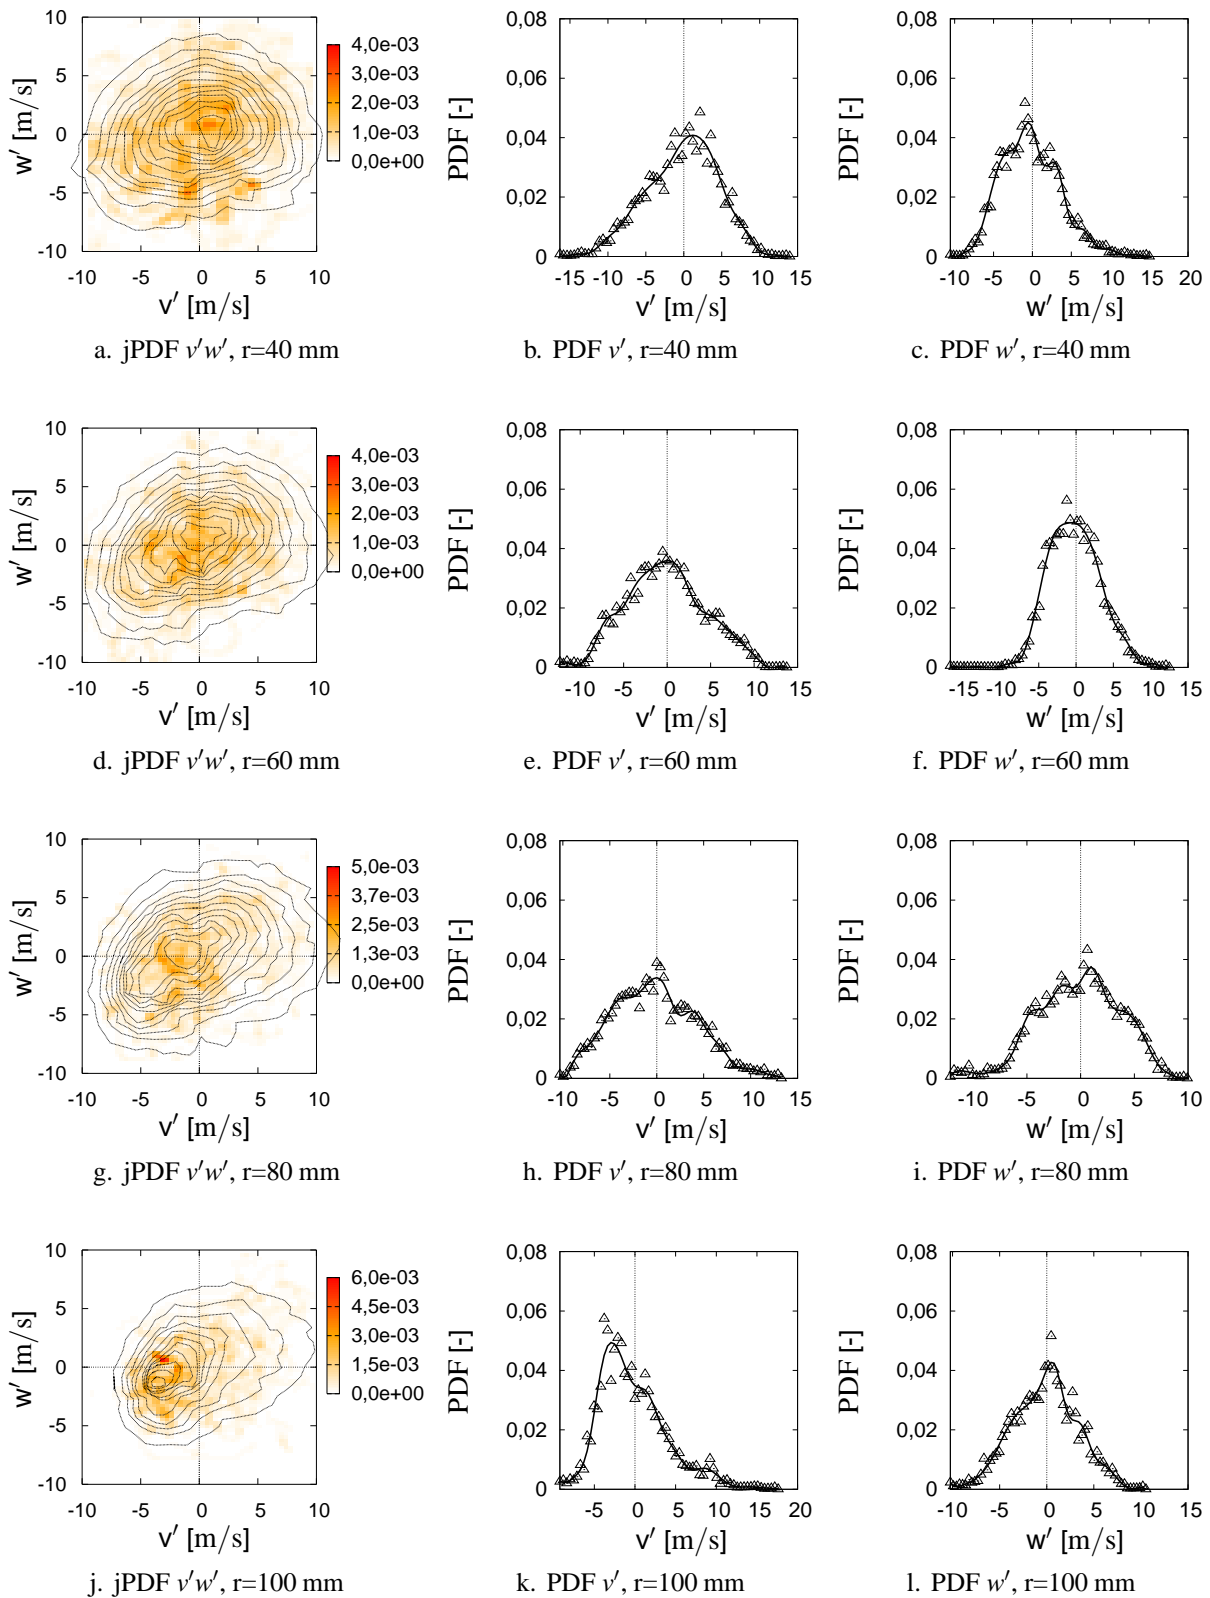 10
5
0
-5
-10
w′ [m/s]
-10 -5 0 5 10
v′ [m/s]
4,0e-03
3,0e-03
2,0e-03
1,0e-03
0,0e+00
a. jPDF v′w′, r=40 mm
0,08
0,06
0,04
0,02
0
PDF [-]
-15 -10 -5 0 5 10 15
v′ [m/s]
b. PDF v′, r=40 mm
0,08
0,06
0,04
0,02
0
PDF [-]
-10 -5 0 5 10 15 20
w′ [m/s]
c. PDF w′, r=40 mm
10
5
0
-5
-10
w′ [m/s]
-10 -5 0 5 10
v′ [m/s]
4,0e-03
3,0e-03
2,0e-03
1,0e-03
0,0e+00
d. jPDF v′w′, r=60 mm
0,08
0,06
0,04
0,02
0
PDF [-]
-10 -5 0 5 10 15
v′ [m/s]
e. PDF v′, r=60 mm
0,08
0,06
0,04
0,02
0
PDF [-]
-15 -10 -5 0 5 10 15
w′ [m/s]
f. PDF w′, r=60 mm
10
5
0
-5
-10
w′ [m/s]
-10 -5 0 5 10
v′ [m/s]
5,0e-03
3,7e-03
2,5e-03
1,3e-03
0,0e+00
g. jPDF v′w′, r=80 mm
0,08
0,06
0,04
0,02
0
PDF [-]
-10 -5 0 5 10 15
v′ [m/s]
h. PDF v′, r=80 mm
0,08
0,06
0,04
0,02
0
PDF [-]
-10 -5 0 5 10
w′ [m/s]
i. PDF w′, r=80 mm
10
5
0
-5
-10
w′ [m/s]
-10 -5 0 5 10
v′ [m/s]
6,0e-03
4,5e-03
3,0e-03
1,5e-03
0,0e+00
j. jPDF v′w′, r=100 mm
0,08
0,06
0,04
0,02
0
PDF [-]
-5 0 5 10 15 20
v′ [m/s]
k. PDF v′, r=100 mm
0,08
0,06
0,04
0,02
0
PDF [-]
-10 -5 0 5 10 15
w′ [m/s]
l. PDF w′, r=100 mm